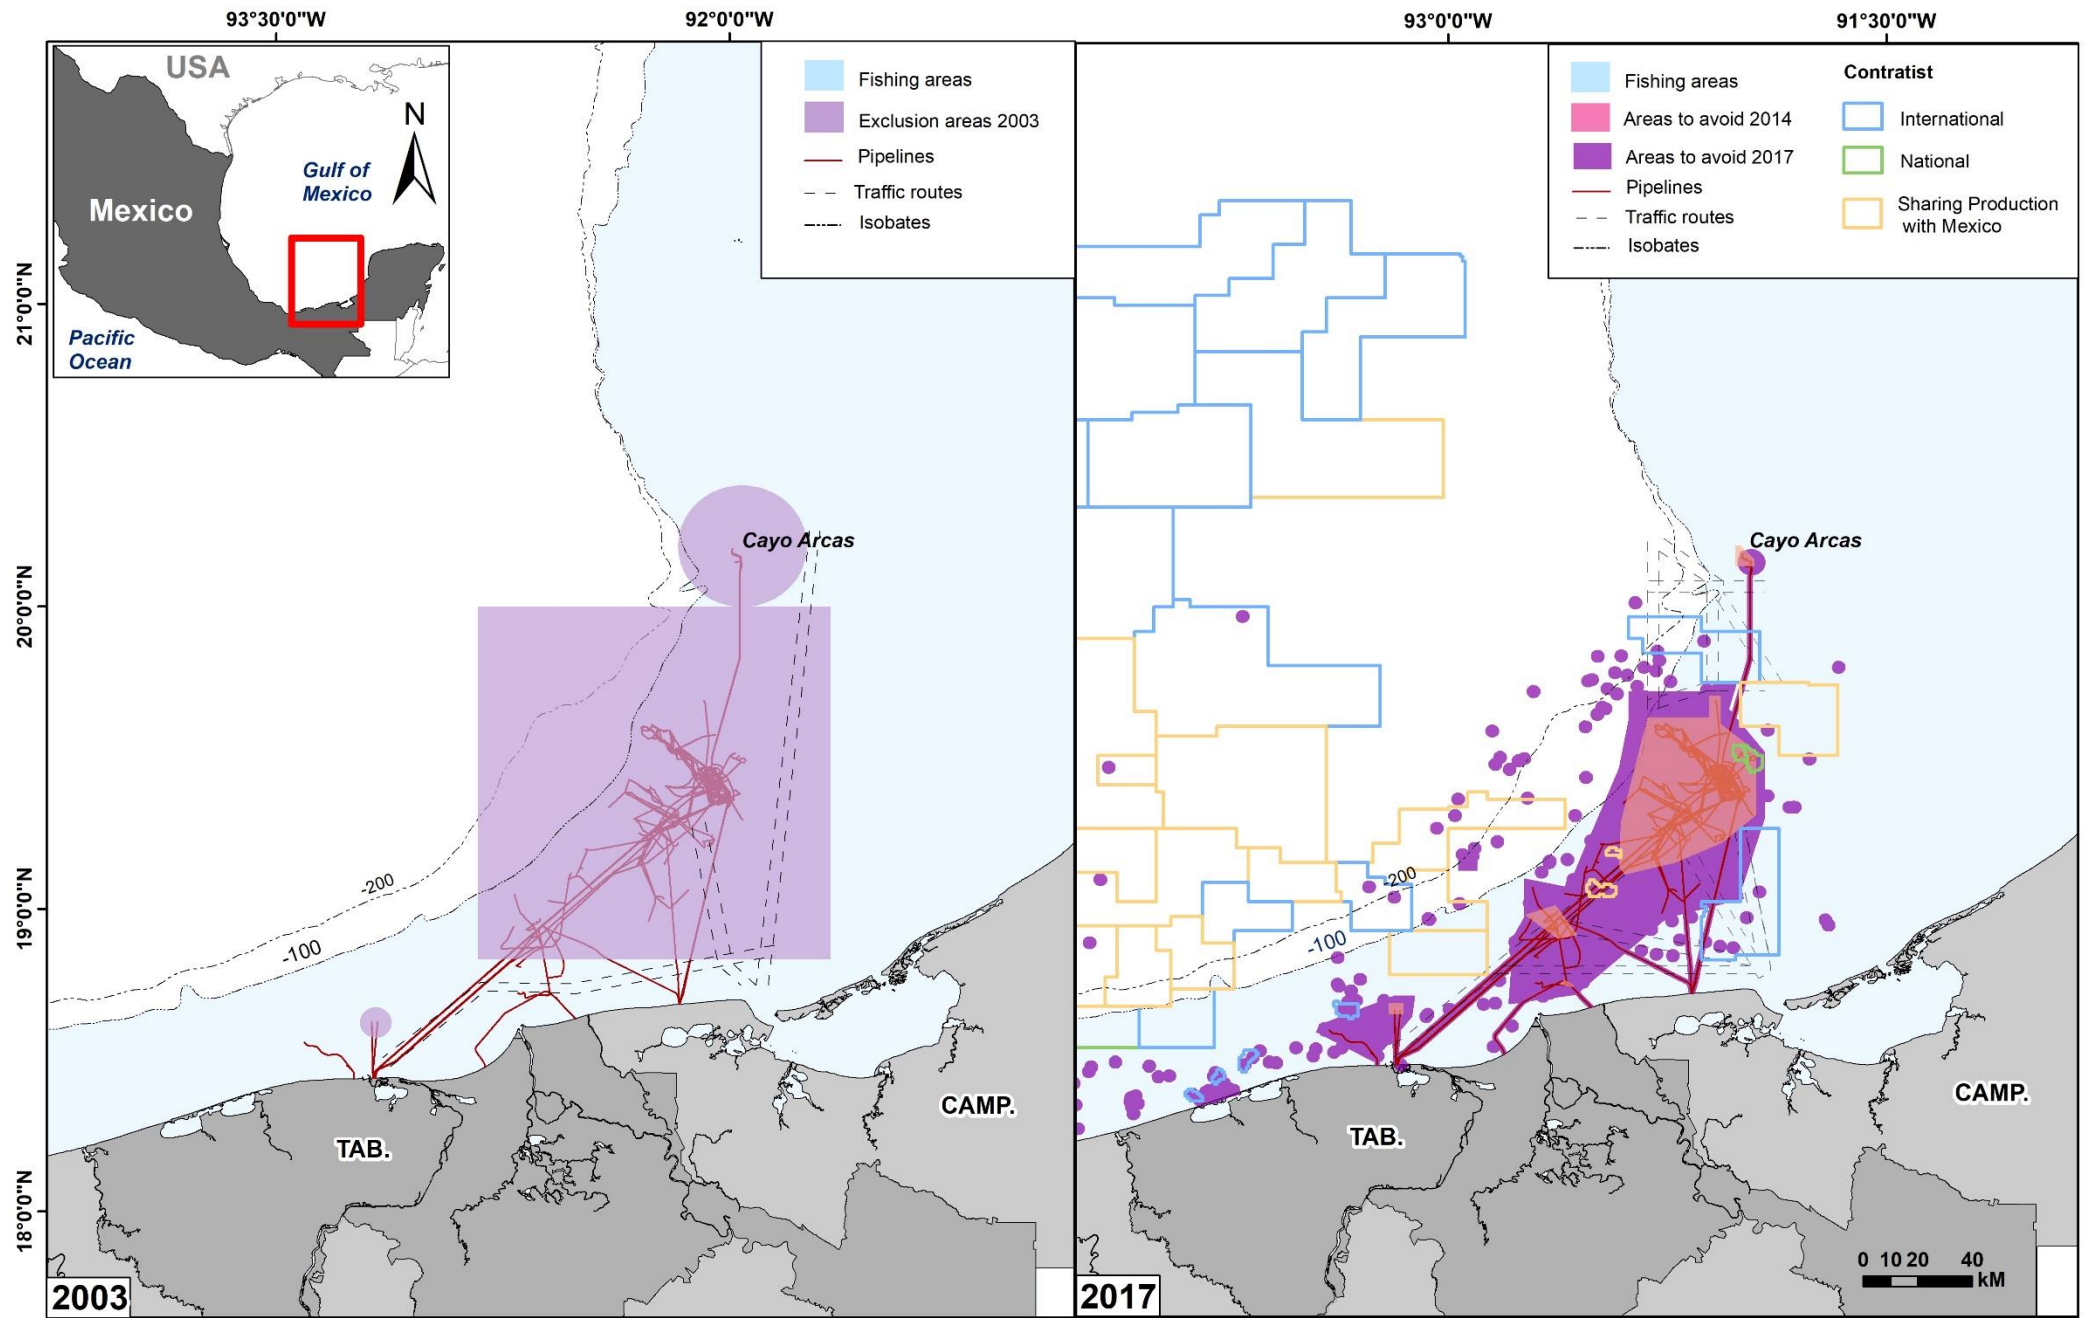 93°30'0"W
92°0'0"W
93°0'0"W
91°30'0"W
21°0'0"N
20°0'0"N
19°0'0"N
18°0'0"N
USA
N
Gulf of
Mexico
Mexico
Pacific
Ocean
Fishing areas
Exclusion areas 2003
Pipelines
Traffic routes
Isobates
Cayo Arcas
-200
-100
TAB.
CAMP.
2003
Fishing areas
Areas to avoid 2014
Areas to avoid 2017
Pipelines
Traffic routes
Isobates
Contratist
International
National
Sharing Production
with Mexico
Cayo Arcas
-200
-100
TAB.
CAMP.
0 10 20 40
kM
2017